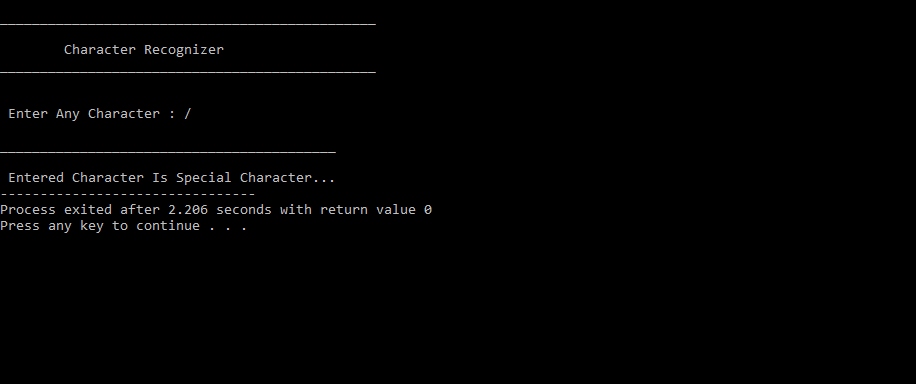 _______________________________________________
Character Recognizer
_______________________________________________
Enter Any Character : /
__________________________________________
Entered Character Is Special Character...
--------------------------------
Process exited after 2.206 seconds with return value 0
Press any key to continue . . .